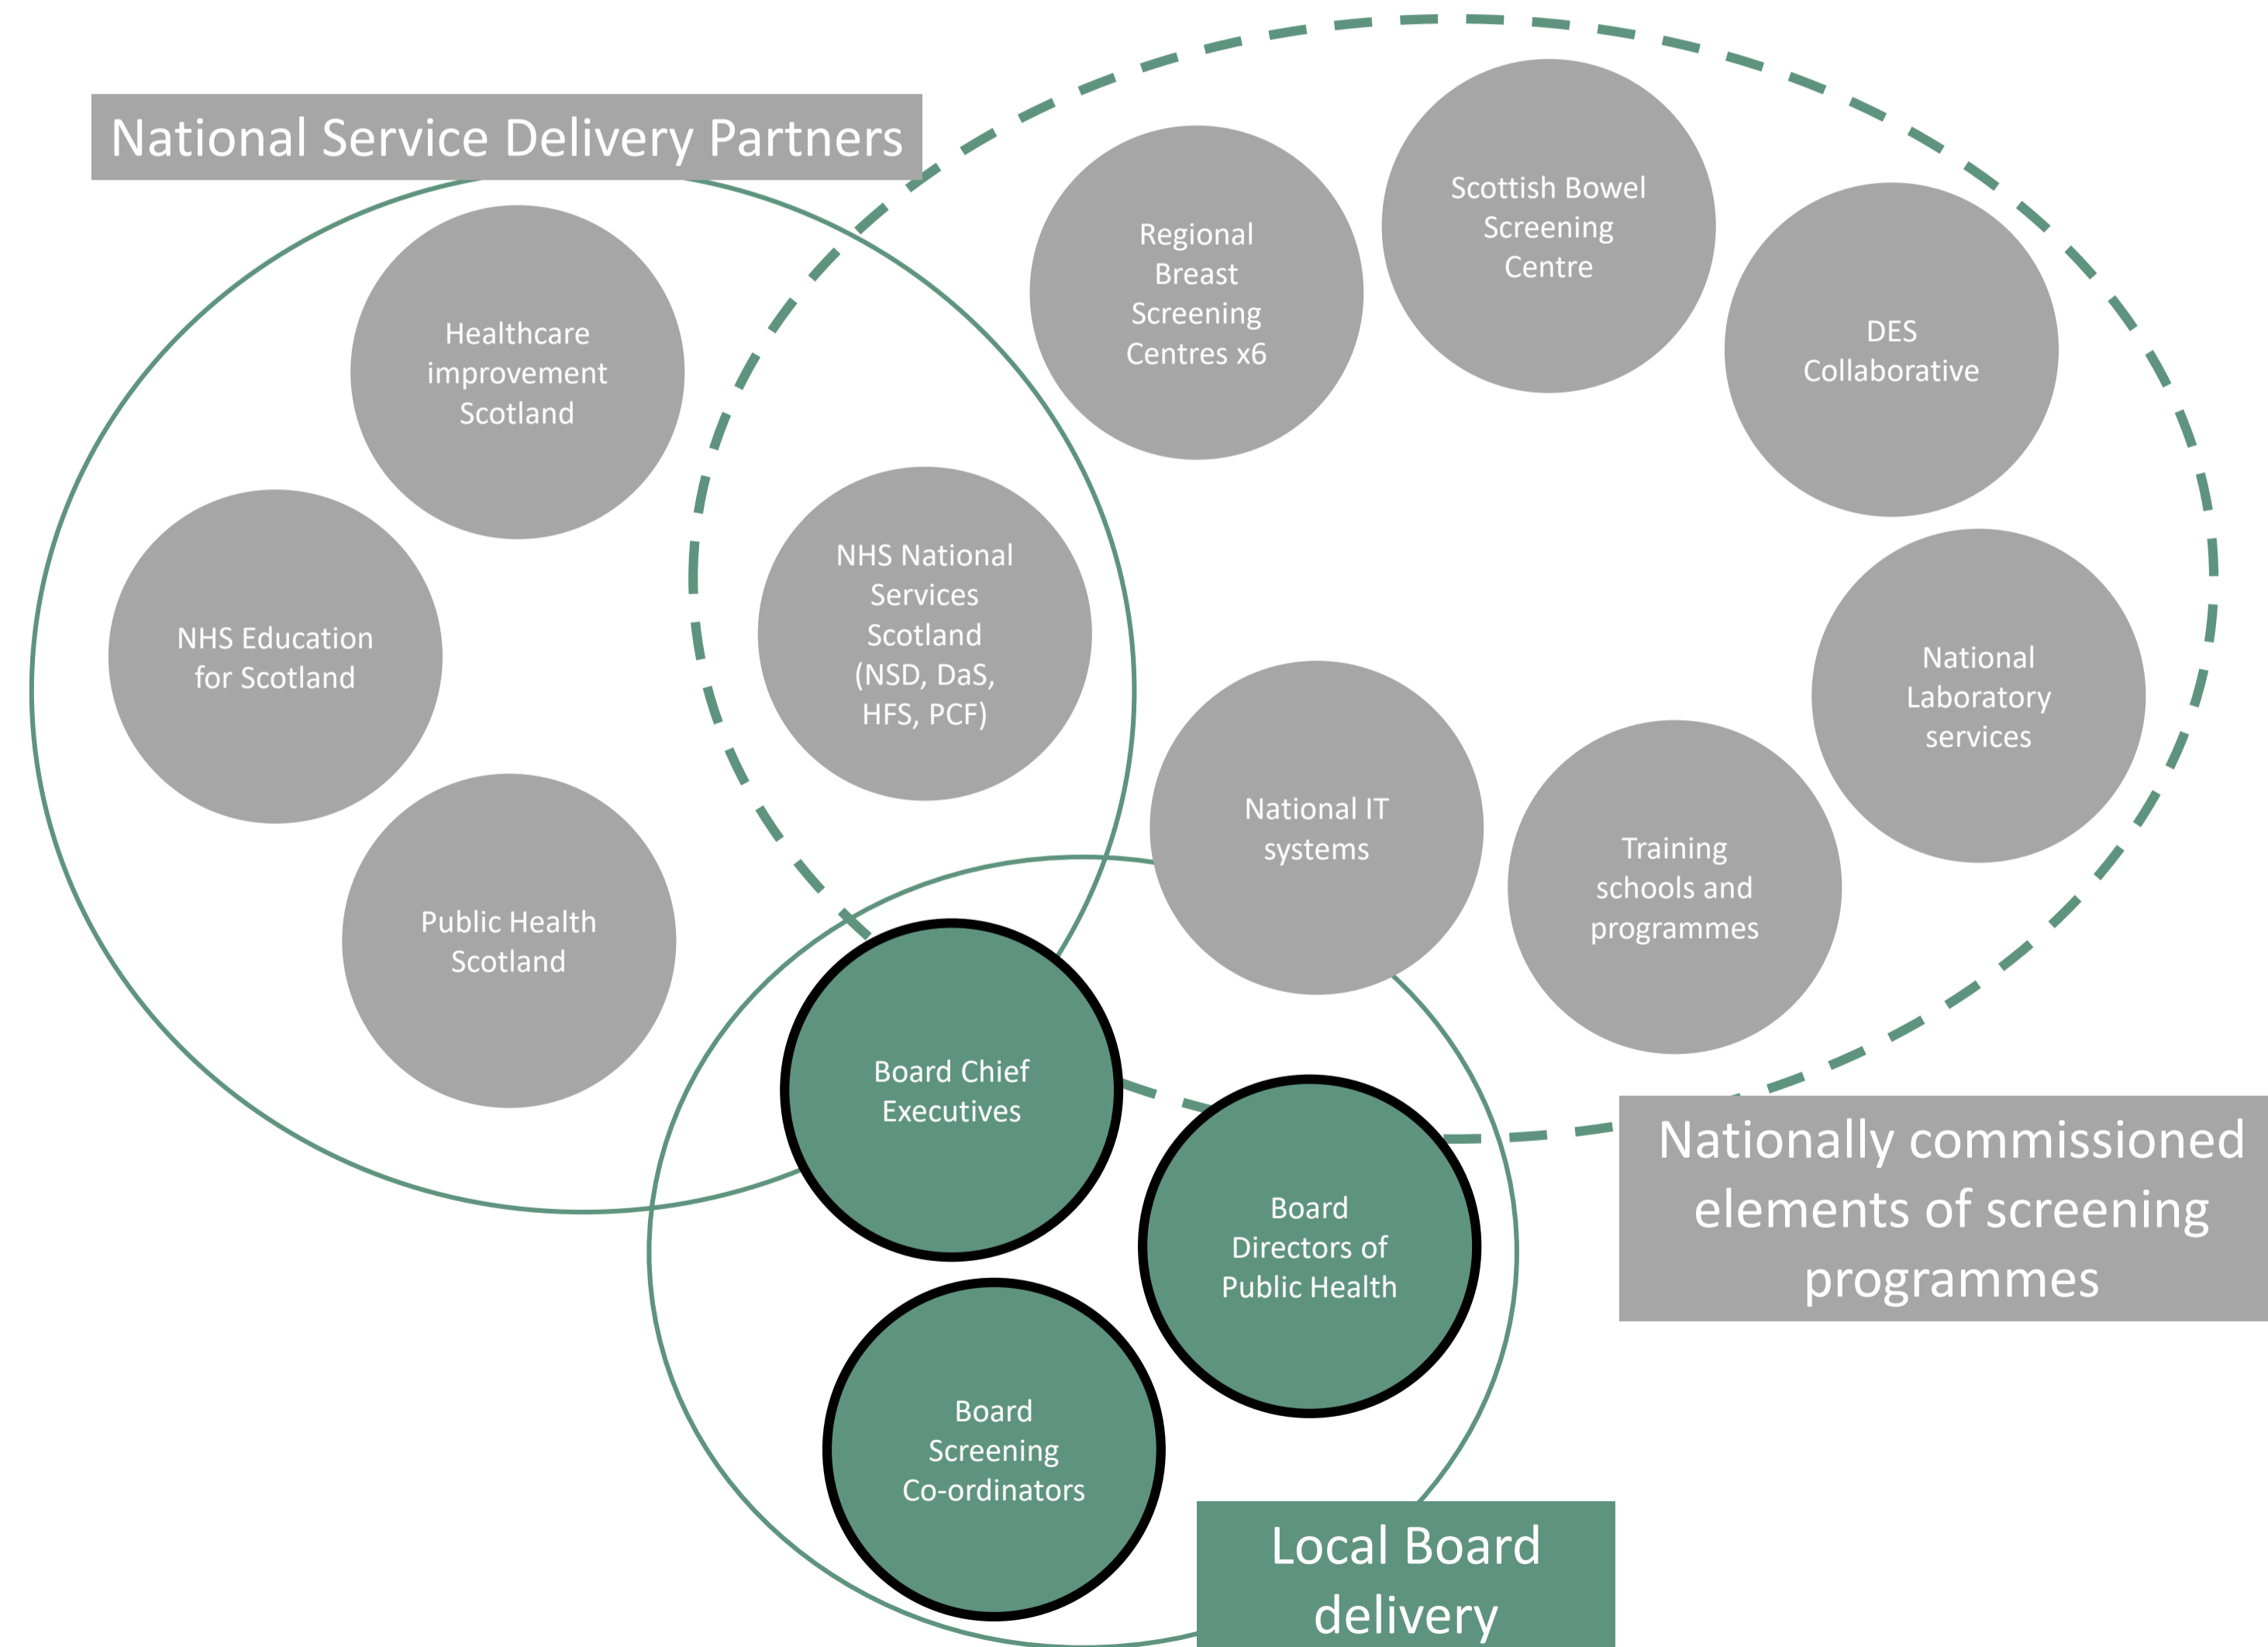 National Service Delivery Partners
Healthcare
improvement
Scotland
NHS Education
for Scotland
NHS National
Services
Scotland
(NSD, DaS,
HFS, PCF)
Public Health
Scotland
Regional
Breast
Screening
Centres x6
Scottish Bowel
Screening
Centre
DES
Collaborative
National
Laboratory
services
National IT
systems
Training
schools and
programmes
Nationally commissioned
elements of screening
programmes
Board Chief
Executives
Board
Directors of
Public Health
Board
Screening
Co-ordinators
Local Board
delivery